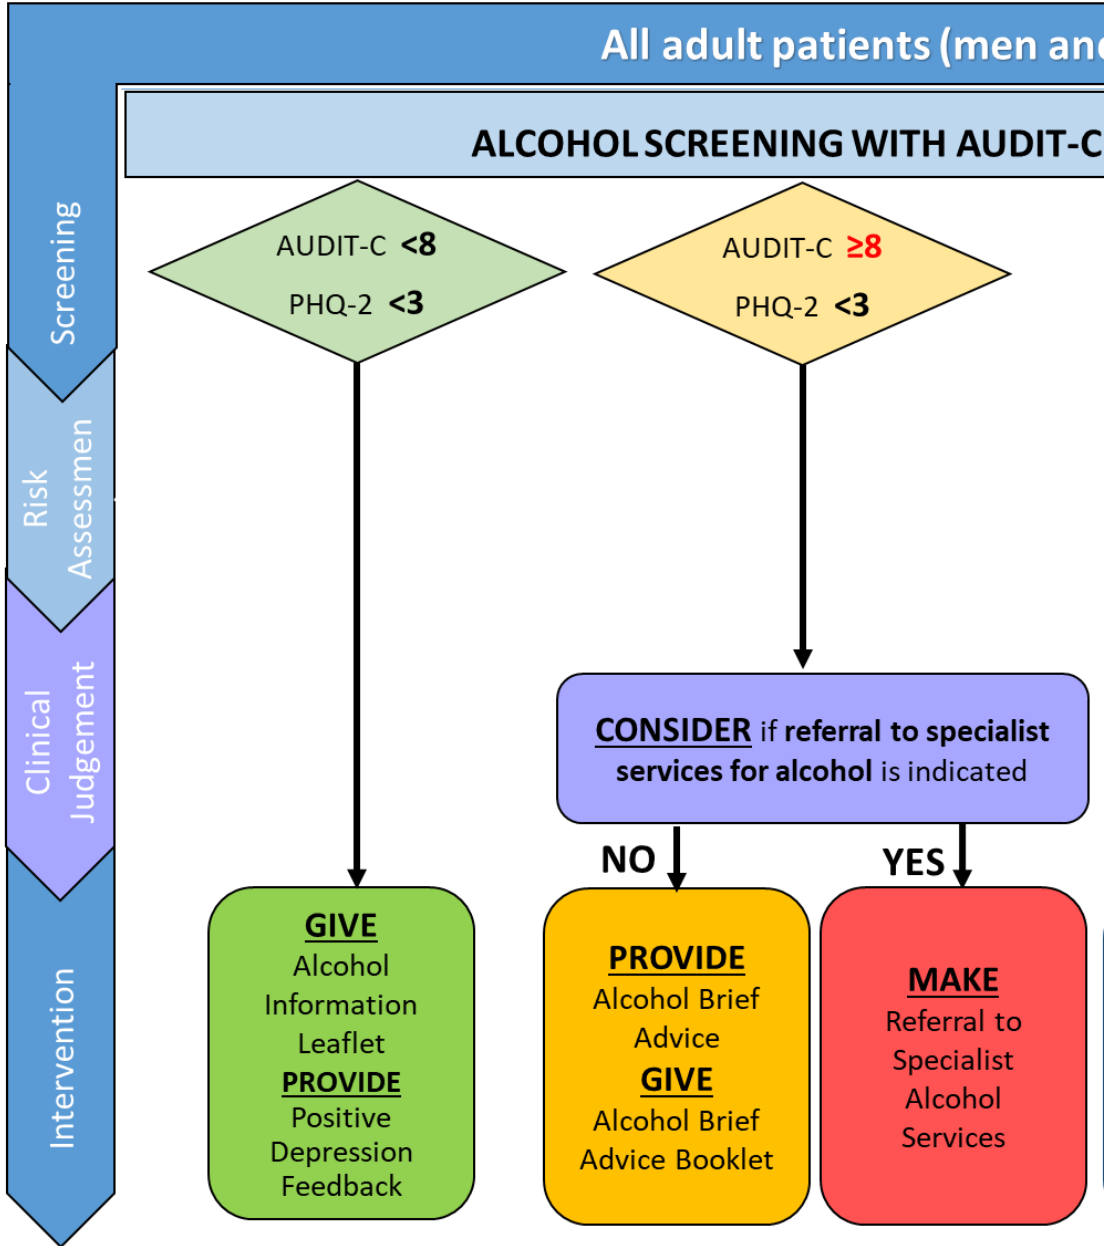 All adult patients (men and
ALCOHOL SCREENING WITH AUDIT-C
Screening
Risk
Assessmen
Clinical
Judgement
Intervention
AUDIT-C <8
PHQ-2 <3
AUDIT-C ≥8
PHQ-2 <3
CONSIDER if referral to specialist
services for alcohol is indicated
NO
YES
GIVE
Alcohol
Information
Leaflet
PROVIDE
Positive
Depression
Feedback
PROVIDE
Alcohol Brief
Advice
GIVE
Alcohol Brief
Advice Booklet
MAKE
Referral to
Specialist
Alcohol
Services